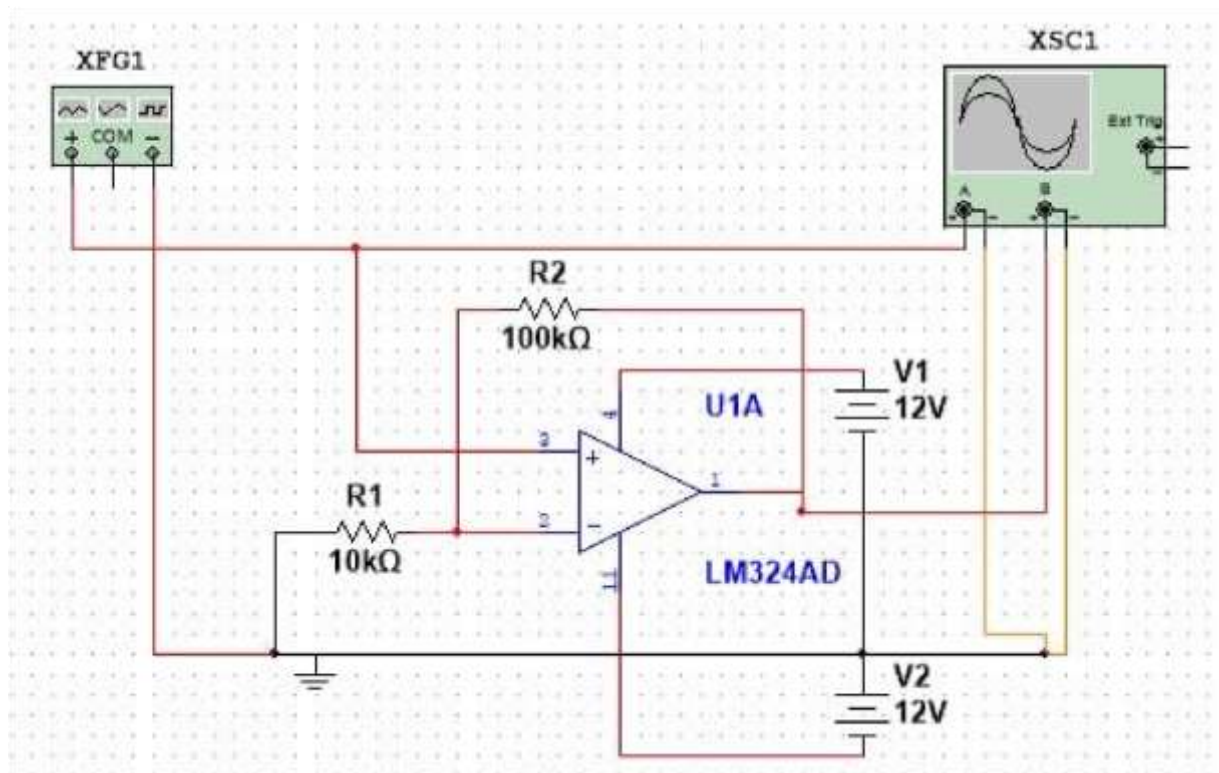 XFG1
XSC1
+ COM −
Ext Trig
A
B
R2
100kΩ
V1
12V
U1A
4
3
+
1
R1
10kΩ
2
−
11
LM324AD
V2
12V